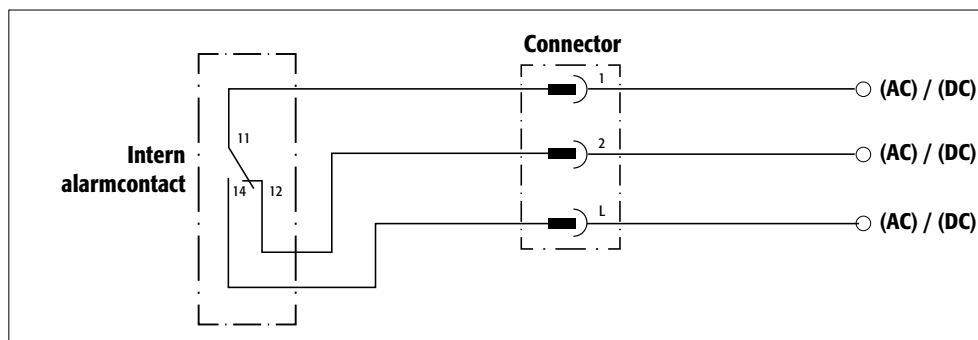 Connector
1
(AC) / (DC)
11
2
(AC) / (DC)
Intern
alarmcontact
14
12
L
(AC) / (DC)